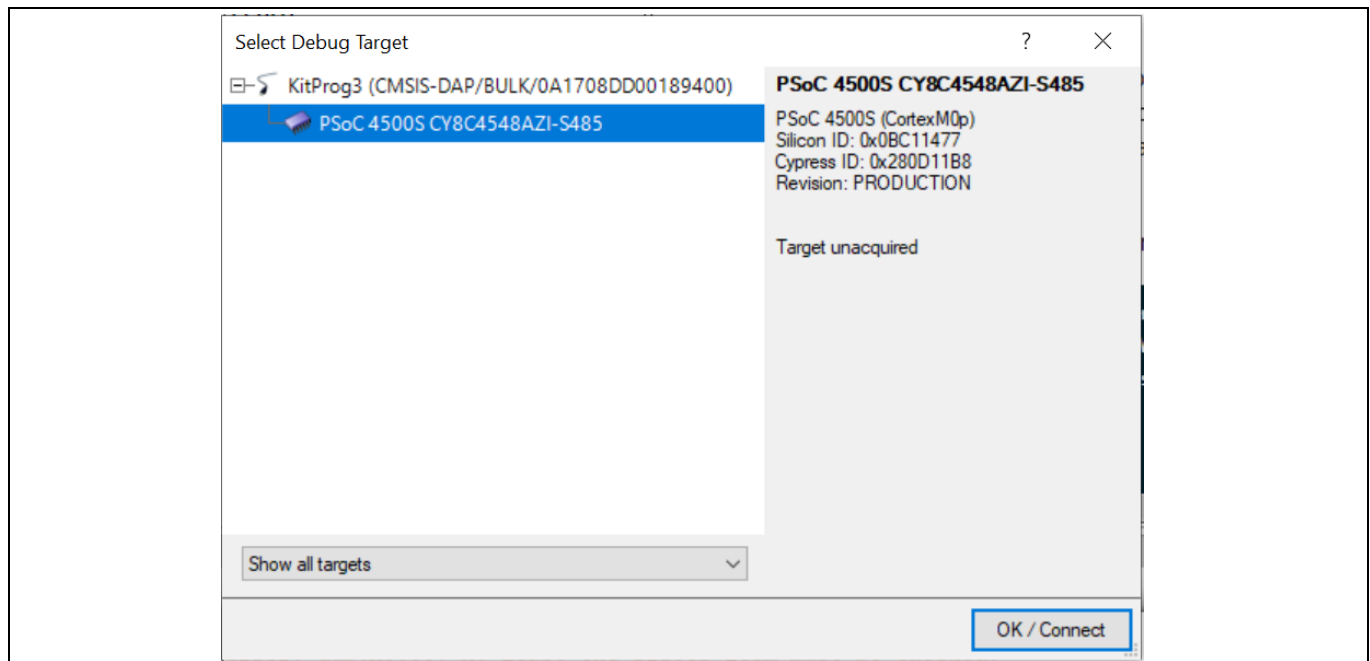 Select Debug Target
?
KitProg3 (CMSIS-DAP/BULK/0A1708DD00189400)
PSoC 4500S CY8C4548AZI-S485
PSoC 4500S CY8C4548AZI-S485
PSoC 4500S (CortexM0p)
Silicon ID: 0x0BC11477
Cypress ID: 0x280D11B8
Revision: PRODUCTION
Target unacquired
Show all targets
OK / Connect